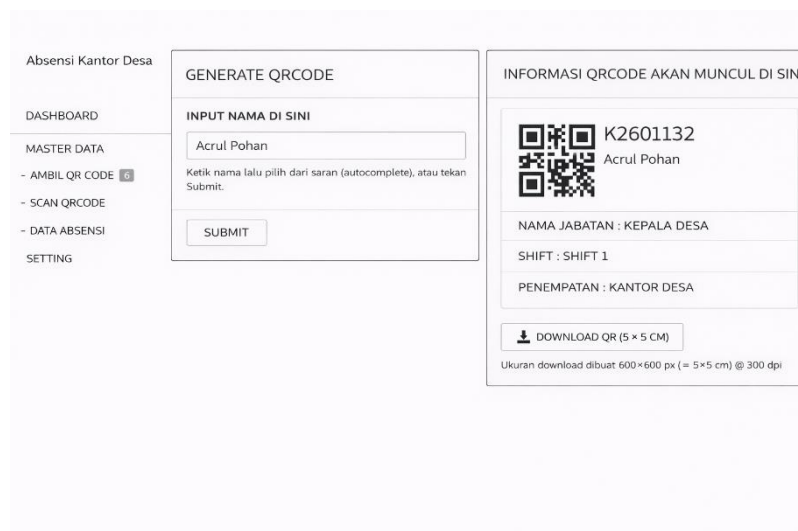 Absensi Kantor Desa
DASHBOARD
MASTER DATA
- AMBIL QR CODE 6
- SCAN QRCODE
- DATA ABSENSI
SETTING
GENERATE QRCODE
INPUT NAMA DI SINI
Acrul Pohan
Ketik nama lalu pilih dari saran (autocomplete), atau tekan
Submit.
SUBMIT
INFORMASI QRCODE AKAN MUNCUL DI SIN
K2601132
Acrul Pohan
NAMA JABATAN : KEPALA DESA
SHIFT : SHIFT 1
PENEMPATAN : KANTOR DESA
DOWNLOAD QR (5 × 5 CM)
Ukuran download dibuat 600×600 px (= 5×5 cm) @ 300 dpi